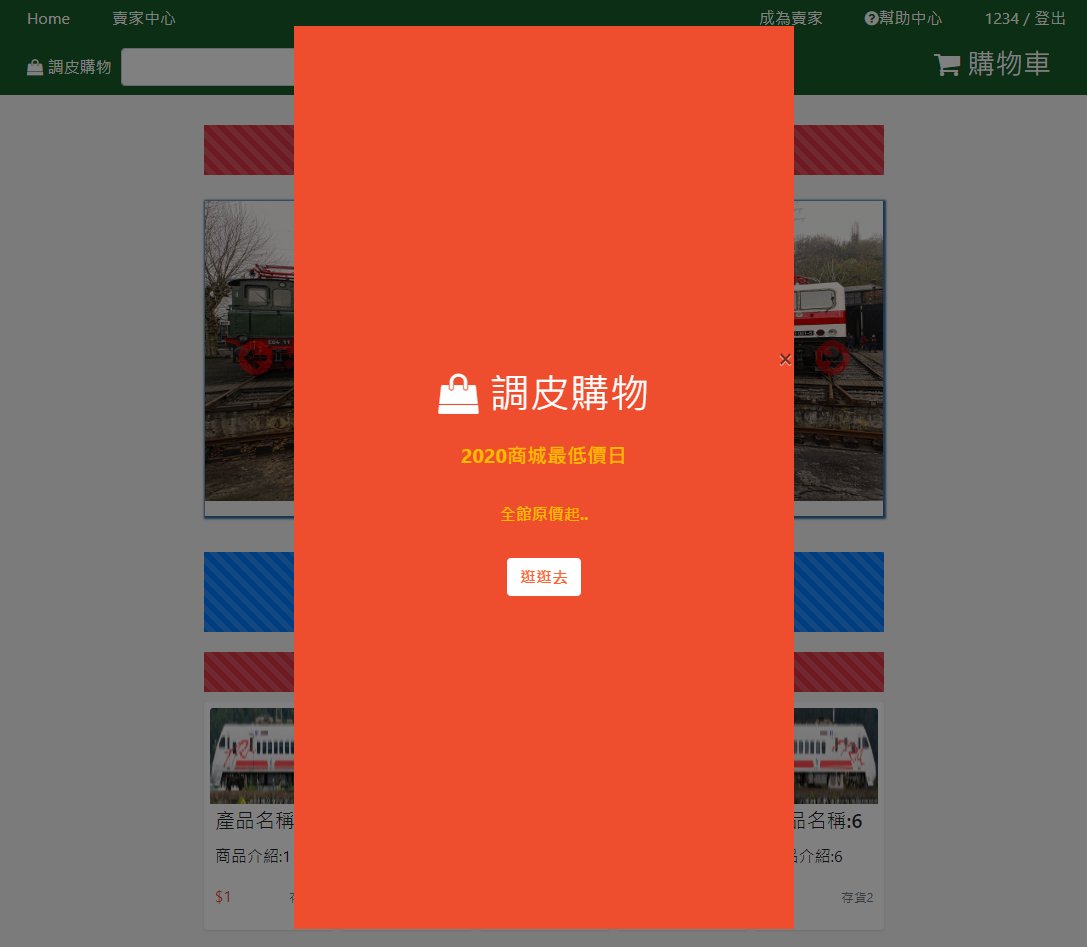 Home
賣家中心
成為賣家
幫助中心
1234 / 登出
調皮購物
購物車
調皮購物
2020商城最低價日
全館原價起..
逛逛去
×
產品名稱
品名稱:6
商品介紹:1
介紹:6
$1
存貨2